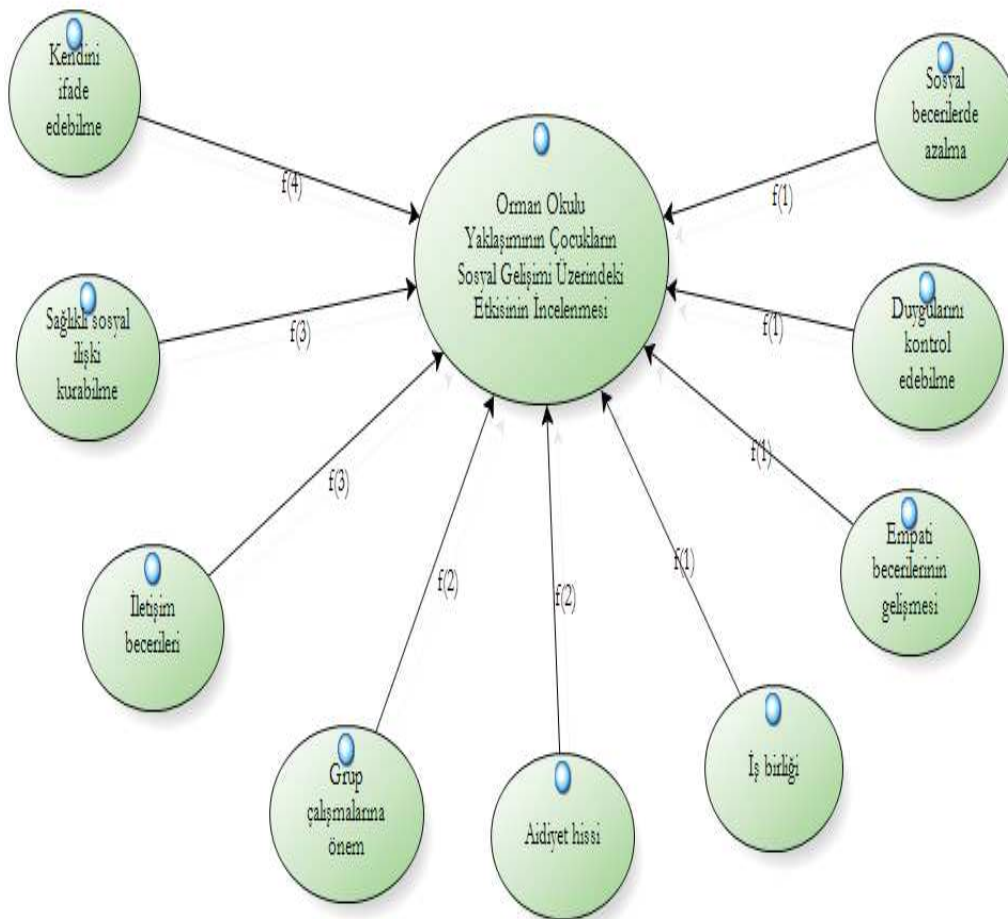 Kendini
ifade
edebilme
f(4)
Sağlıklı sosyal
ilişki
kurabilme
f(3)
İletişim
becerileri
f(3)
Grup
çalışmalarına
önem
f(2)
Aidiyet hissi
f(2)
İş birliği
f(1)
Empati
becerilerinin
gelişmesi
f(1)
Duygularını
kontrol
edebilme
f(1)
Sosyal
becerilerde
azalma
f(1)
Orman Okulu
Yaklaşımının Çocukların
Sosyal Gelişimi Üzerindeki
Etkisinin İncelenmesi